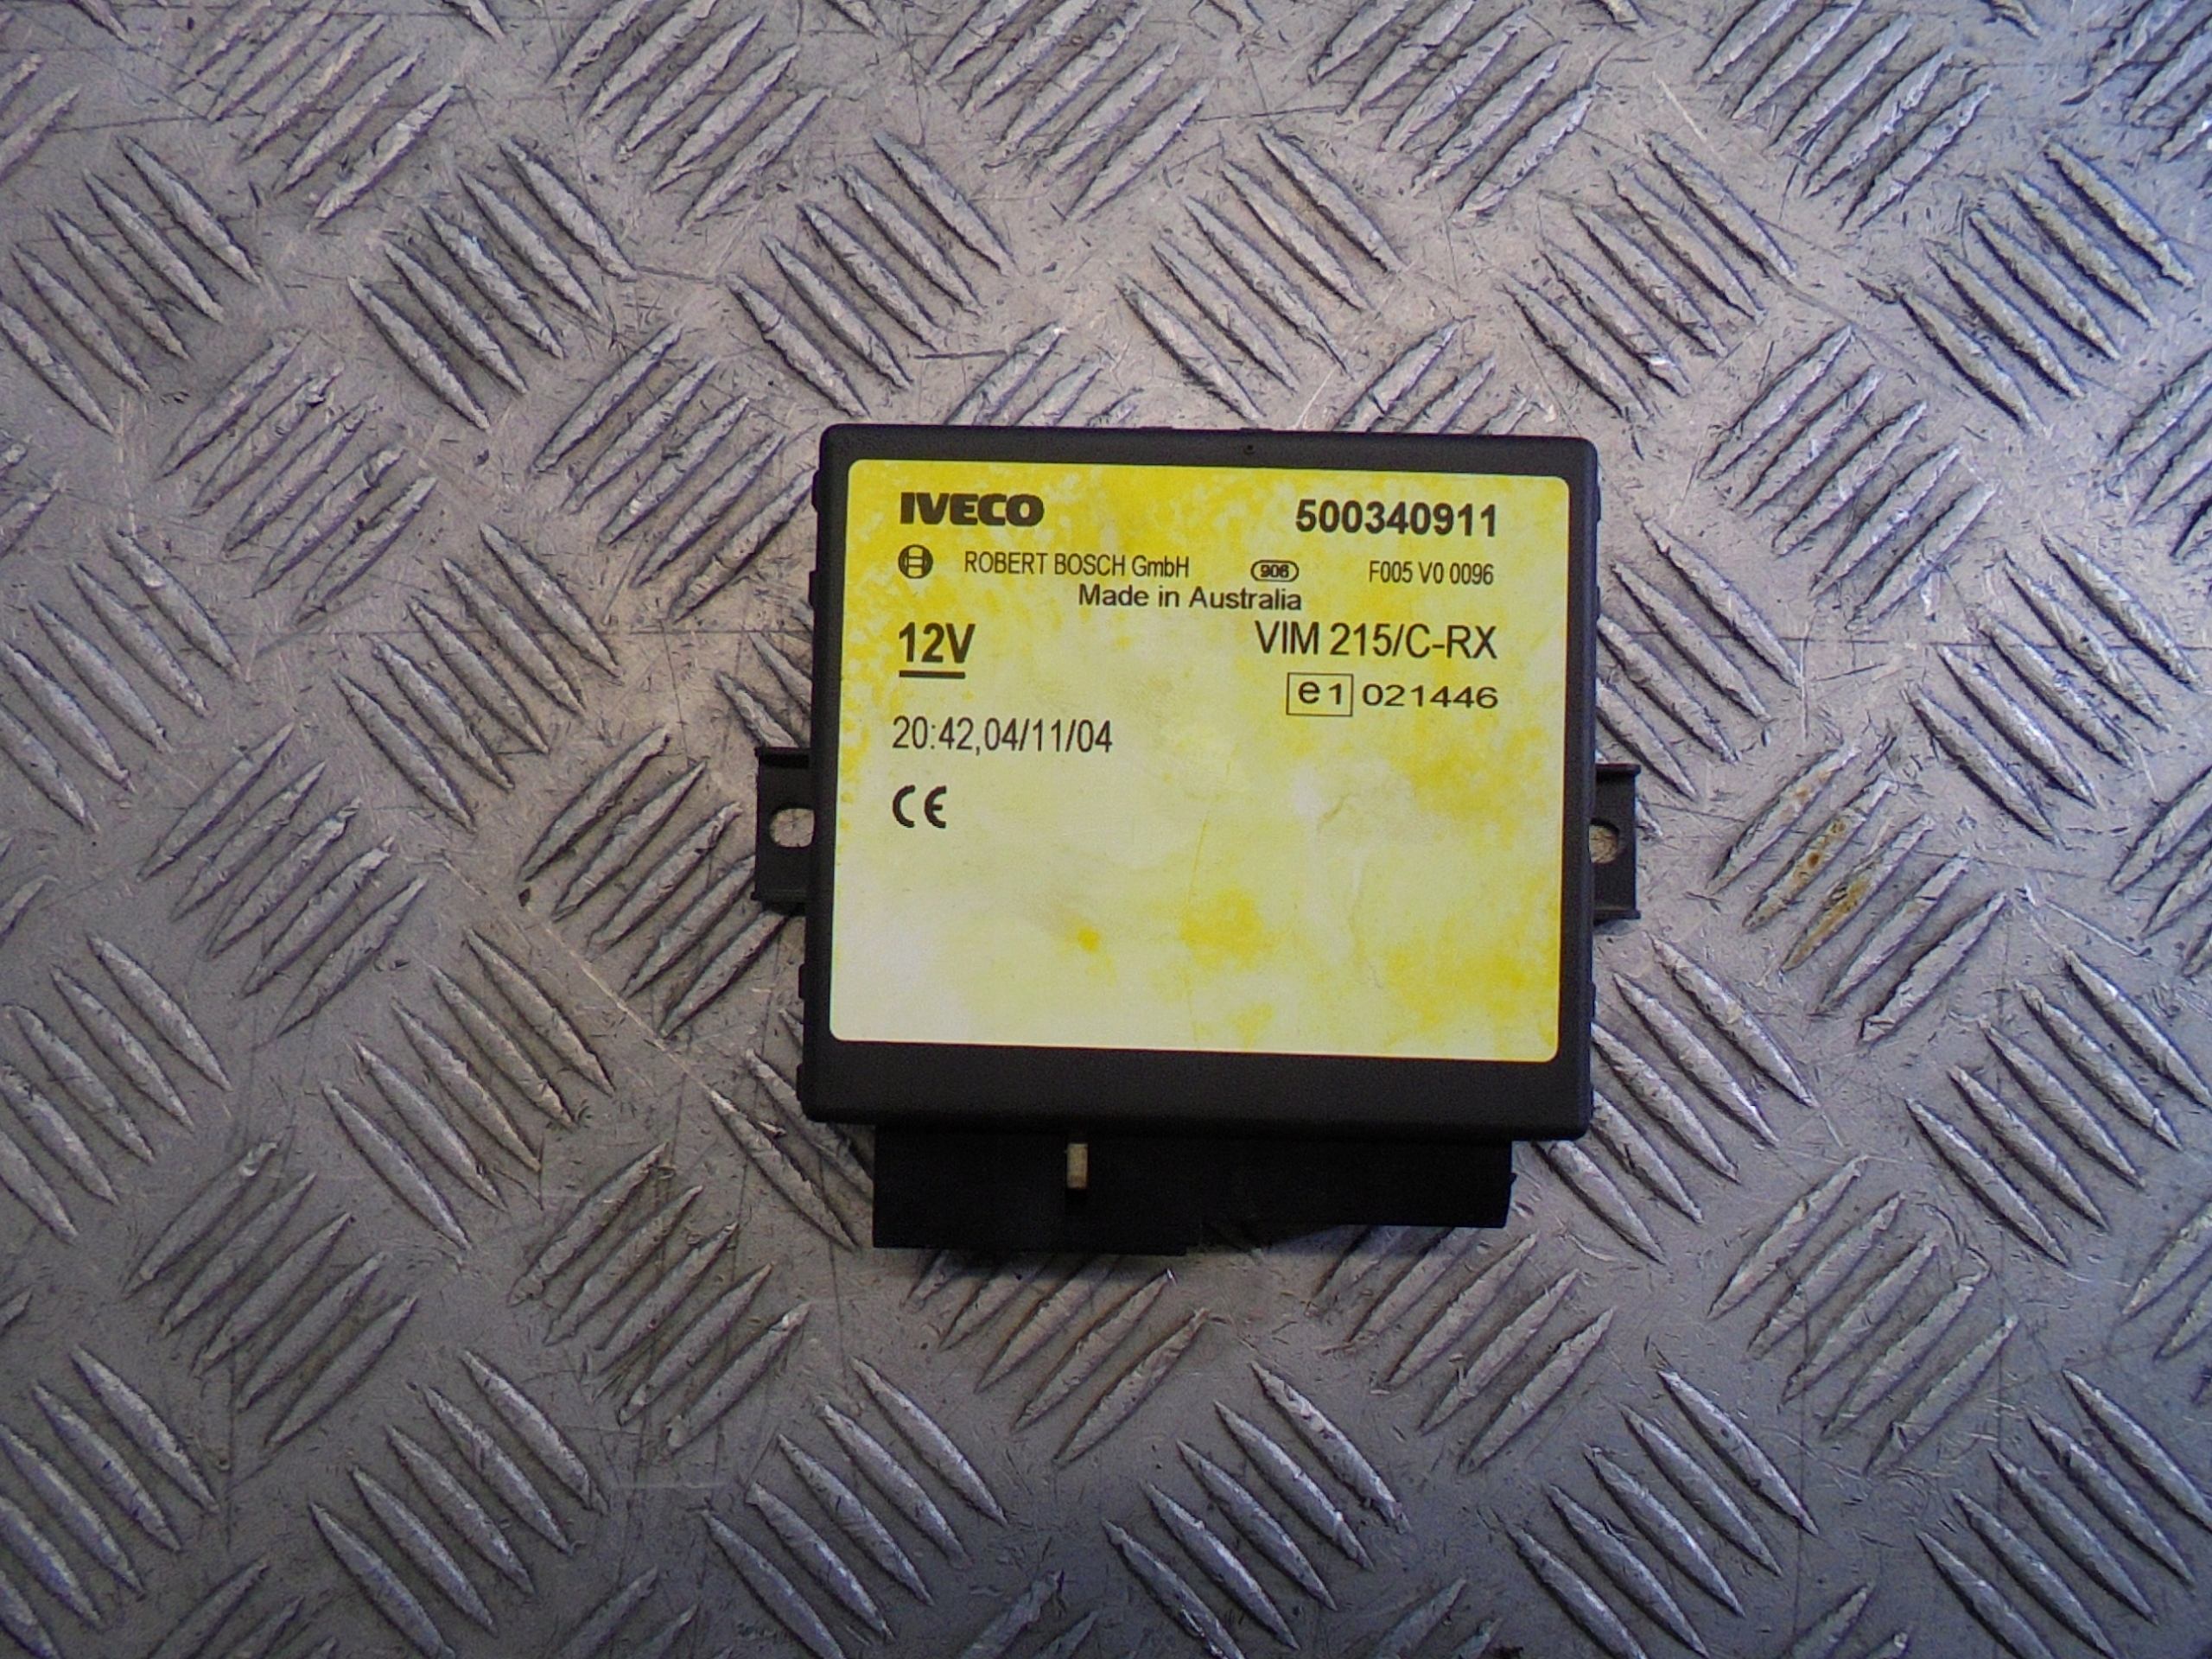 IVECO 500340911
ROBERT BOSCH GmbH 906 F005 V0 0096
Made in Australia
12V VIM 215/C-RX
e1 021446
20:42,04/11/04
CE